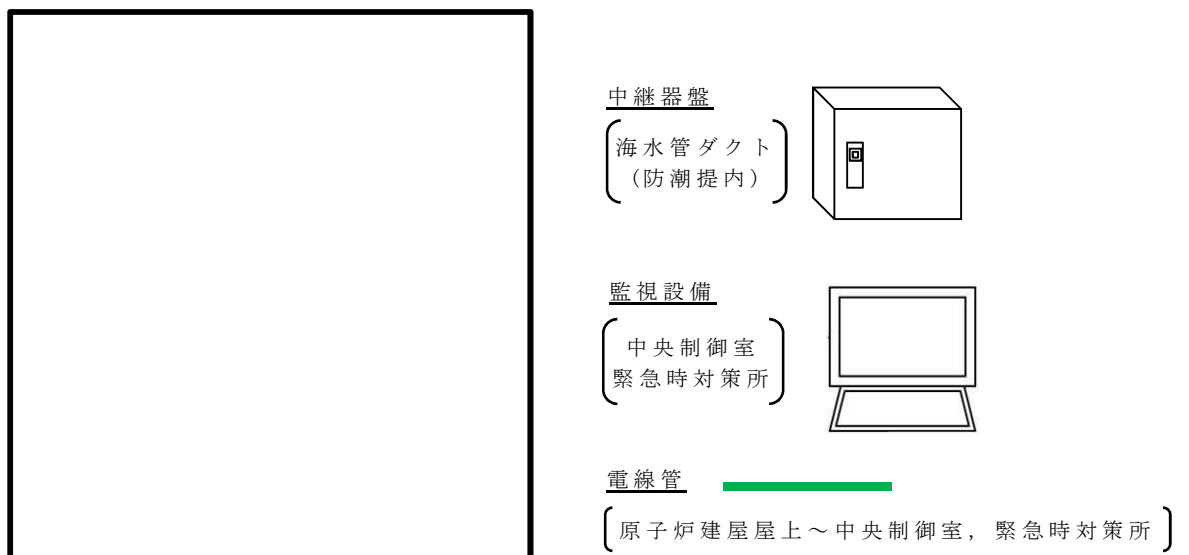 中継器盤
海水管ダクト
（防潮提内）
監視設備
中央制御室
緊急時対策所
電線管
原子炉建屋屋上～中央制御室，緊急時対策所